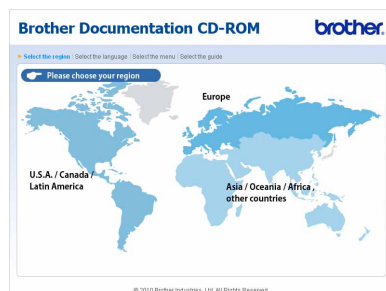 Brother Documentation CD-ROM
brother
Select the region | Select the language | Select the menu | Select the guide
Please choose your region
Europe
U.S.A. / Canada /
Latin America
Asia / Oceania / Africa ,
other countries
© 2010 Brother Industries, Ltd. All Rights Reserved.